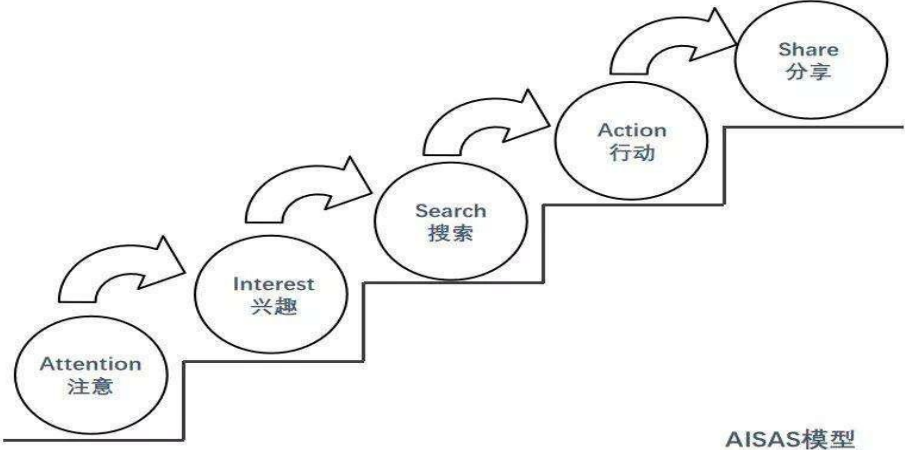 Share
分享
Action
行动
Search
搜索
Interest
兴趣
Attention
注意
AISAS模型